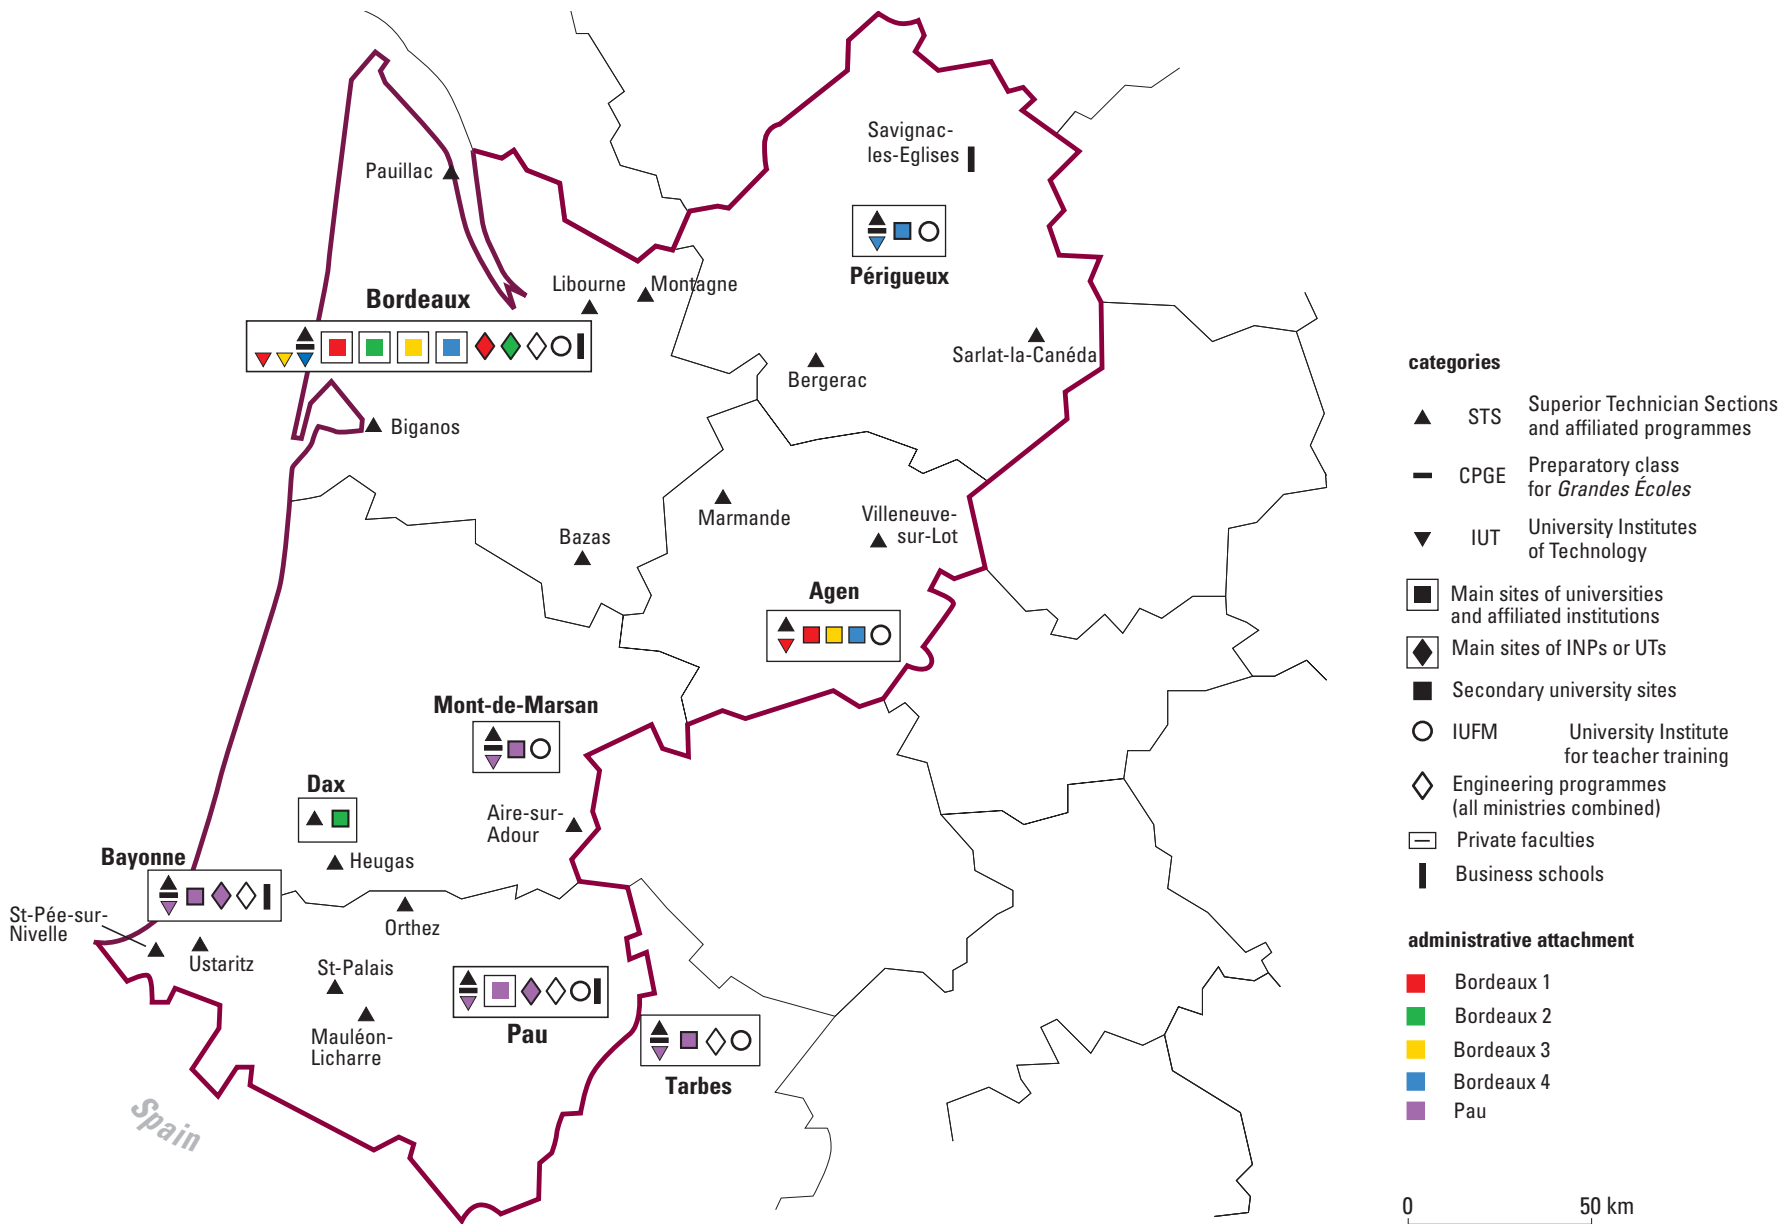 Savignac-
les-Eglises
Pauillac
Périgueux
Libourne
Montagne
Bordeaux
Sarlat-la-Canéda
Bergerac
Biganos
Marmande
Villeneuve-
sur-Lot
Bazas
Agen
Mont-de-Marsan
Dax
Aire-sur-
Adour
Bayonne
Heugas
St-Pée-sur-
Nivelle
Orthez
Ustaritz
St-Palais
Mauléon-
Licharre
Pau
Tarbes
Spain
categories
STS Superior Technician Sections
and affiliated programmes
CPGE Preparatory class
for Grandes Écoles
IUT University Institutes
of Technology
Main sites of universities
and affiliated institutions
Main sites of INPs or UTs
Secondary university sites
IUFM University Institute
for teacher training
Engineering programmes
(all ministries combined)
Private faculties
Business schools
administrative attachment
Bordeaux 1
Bordeaux 2
Bordeaux 3
Bordeaux 4
Pau
0 50 km